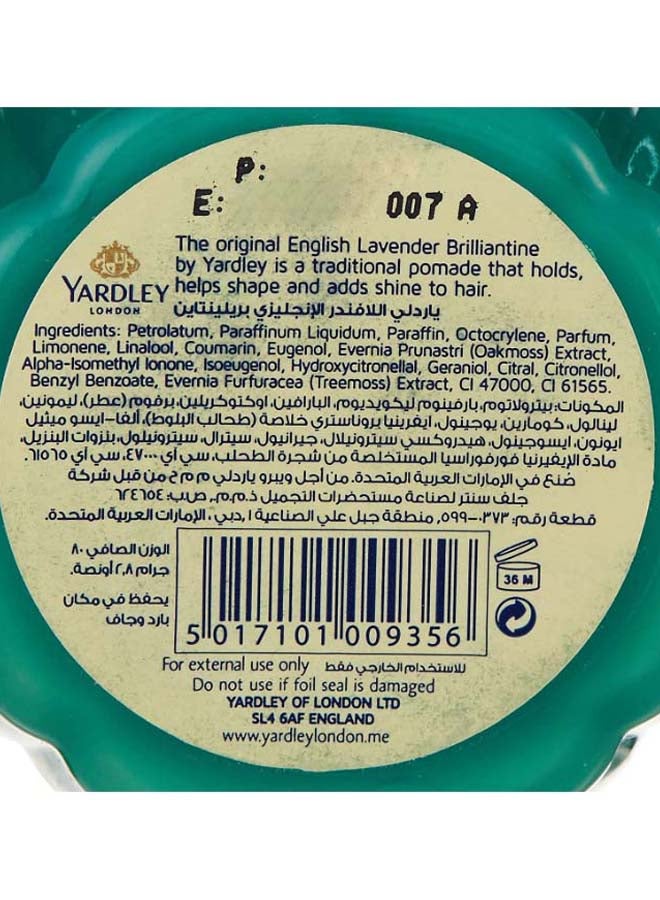 P:
E: 007 A
The original English Lavender Brilliantine
by Yardley is a traditional pomade that holds,
helps shape and adds shine to hair.
YARDLEY
LONDON
ياردلي اللافندر الإنجليزي بريلينتاين
Ingredients: Petrolatum, Paraffinum Liquidum, Paraffin, Octocrylene, Parfum,
Limonene, Linalool, Coumarin, Eugenol, Evernia Prunastri (Oakmoss) Extract,
Alpha-Isomethyl Ionone, Isoeugenol, Hydroxycitronellal, Geraniol, Citral, Citronellol,
Benzyl Benzoate, Evernia Furfuracea (Treemoss) Extract, CI 47000, CI 61565.
المكونات: بيترولاتوم، بارفينوم ليكويديوم، البارافين، اوكتوكريلين، برفوم (عطر)، ليمونين،
لينالول، كومارين، يوجينول، ايفرنيا بروناستري خلاصة (طحالب البلوط)، ألفا-ايسو ميثيل
ايونون، ايسوجينول، هيدروكسي سيترونيلال، جيرانيول، سيترال، سيترونيلول، بنزوات البنزيل،
مادة الإيفيرنيا فورفوراسيا المستخلصة من شجرة الطحلب، سي آي ٤٧٠٠٠، سي آي ٦١٥٦٥
صُنع في الإمارات العربية المتحدة. من أجل ويبرو ياردلي م م ح من قبل شركة
جلف سنتر لصناعة مستحضرات التجميل ذ.م.م, ص.ب: ٦٢٤٦٥٤
قطعة رقم: ٣٧٣-٥٩٩, منطقة جبل علي الصناعية ١, دبي, الإمارات العربية المتحدة.
الوزن الصافي ٨٠
جرام ٢,٨ أونصة.
يحفظ في مكان
بارد وجاف
5 017101 009356
36 M
For external use only للاستخدام الخارجي فقط
Do not use if foil seal is damaged
YARDLEY OF LONDON LTD
SL4 6AF ENGLAND
www.yardleylondon.me